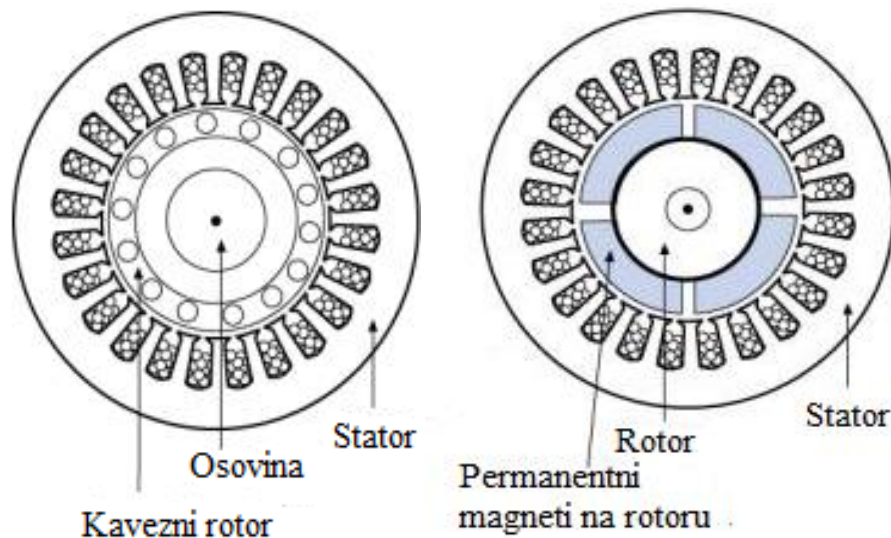 Stator
Osovina
Kavezni rotor
Stator
Rotor
Permanentni
magneti na rotoru